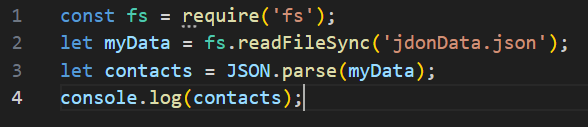 1 const fs = require('fs');
2 let myData = fs.readFileSync('jdonData.json');
3 let contacts = JSON.parse(myData);
4 console.log(contacts);